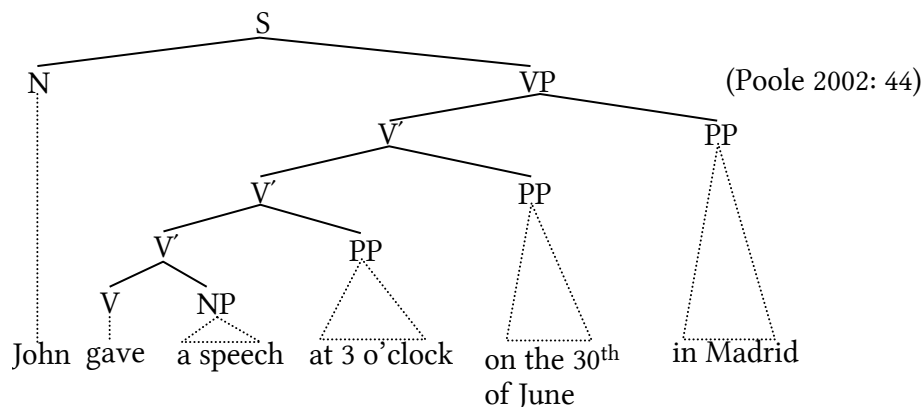 S
N VP (Poole 2002: 44)
V′ PP
V′ PP
V′ PP
V NP
John gave a speech at 3 o’clock on the 30th in Madrid
of June